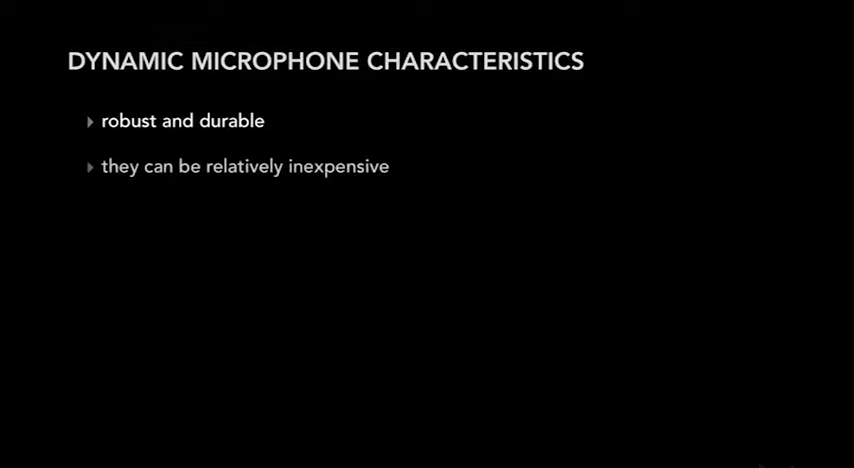 DYNAMIC MICROPHONE CHARACTERISTICS
robust and durable
they can be relatively inexpensive